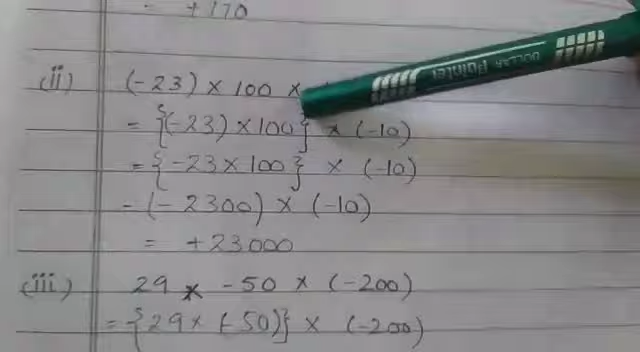 +170
(ii) (-23) × 100 ×
= {(-23) × 100} × (-10)
= {-23 × 100} × (-10)
= (-2300) × (-10)
= +23000
(iii) 29 × -50 × (-200)
= {29 × (-50)} × (-200)
DOLLAR Pointer